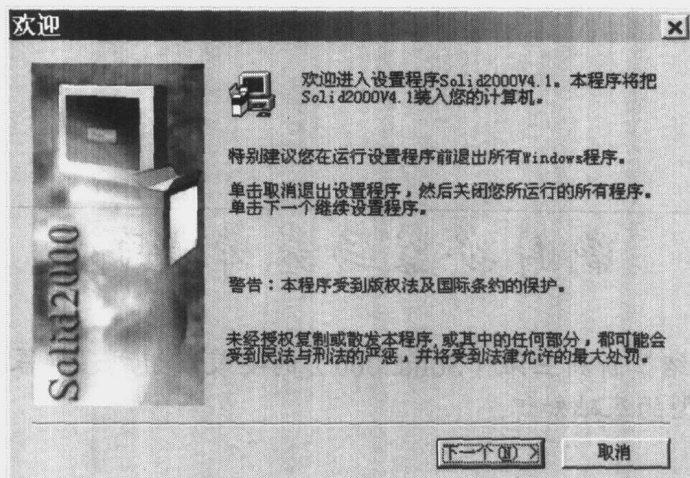 欢迎
欢迎进入设置程序Solid2000V4.1。本程序将把
Solid2000V4.1装入您的计算机。
特别建议您在运行设置程序前退出所有Windows程序。
单击取消退出设置程序，然后关闭您所运行的所有程序。
单击下一个继续设置程序。
警告：本程序受到版权法及国际条约的保护。
未经授权复制或散发本程序，或其中的任何部分，都可能会
受到民法与刑法的严惩，并将受到法律允许的最大处罚。
Solid2000
下一个(N) >
取消